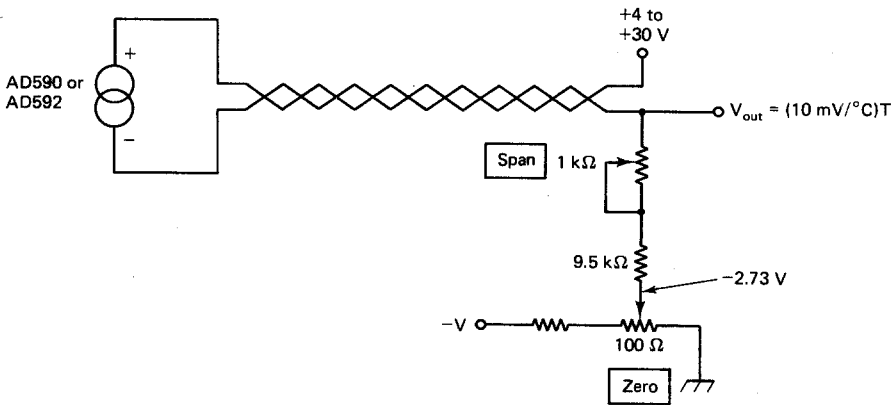 +4 to
+30 V
+
AD590 or
AD592
−
V_out = (10 mV/°C)T
Span
1 kΩ
9.5 kΩ
−2.73 V
−V
100 Ω
Zero